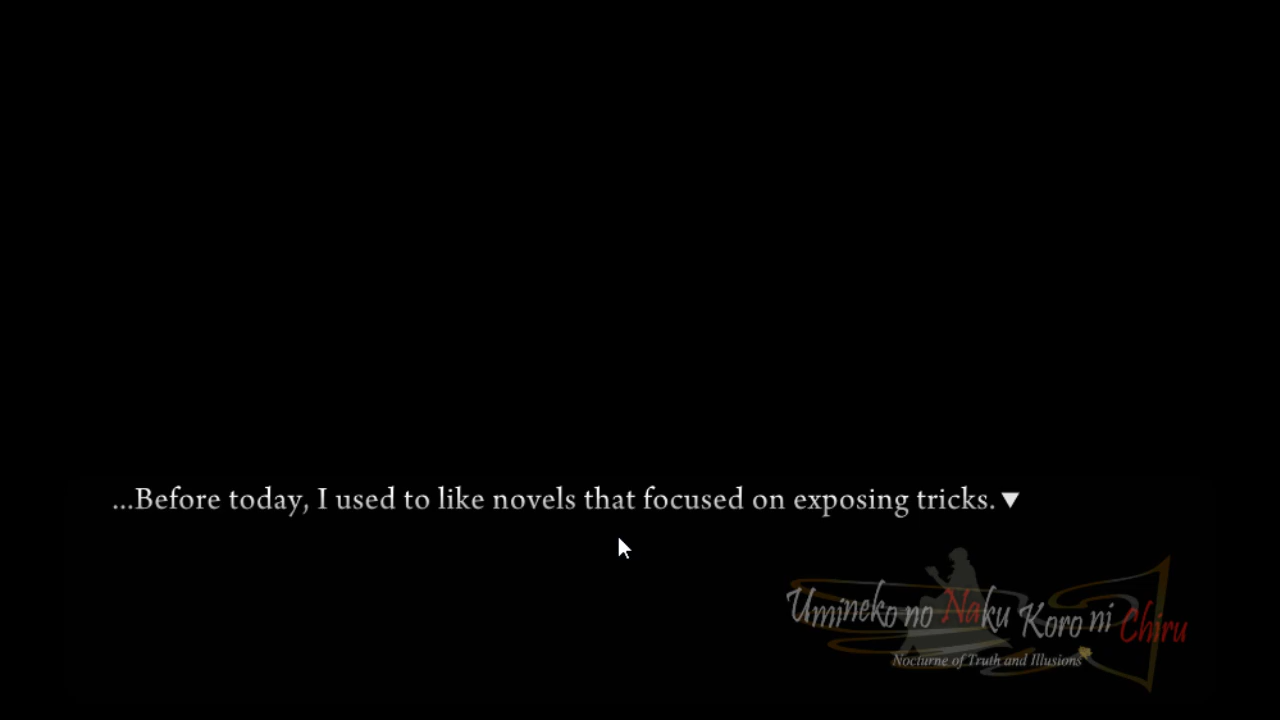 ...Before today, I used to like novels that focused on exposing tricks.
Umineko no Naku Koro ni Chiru
Nocturne of Truth and Illusions